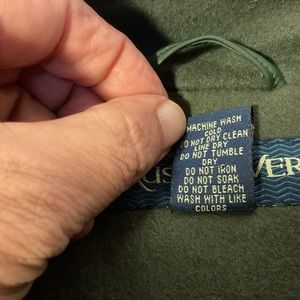 MACHINE WASH
COLD
DO NOT DRY CLEAN
LINE DRY
DO NOT TUMBLE
DRY
DO NOT IRON
DO NOT SOAK
DO NOT BLEACH
WASH WITH LIKE
COLORS